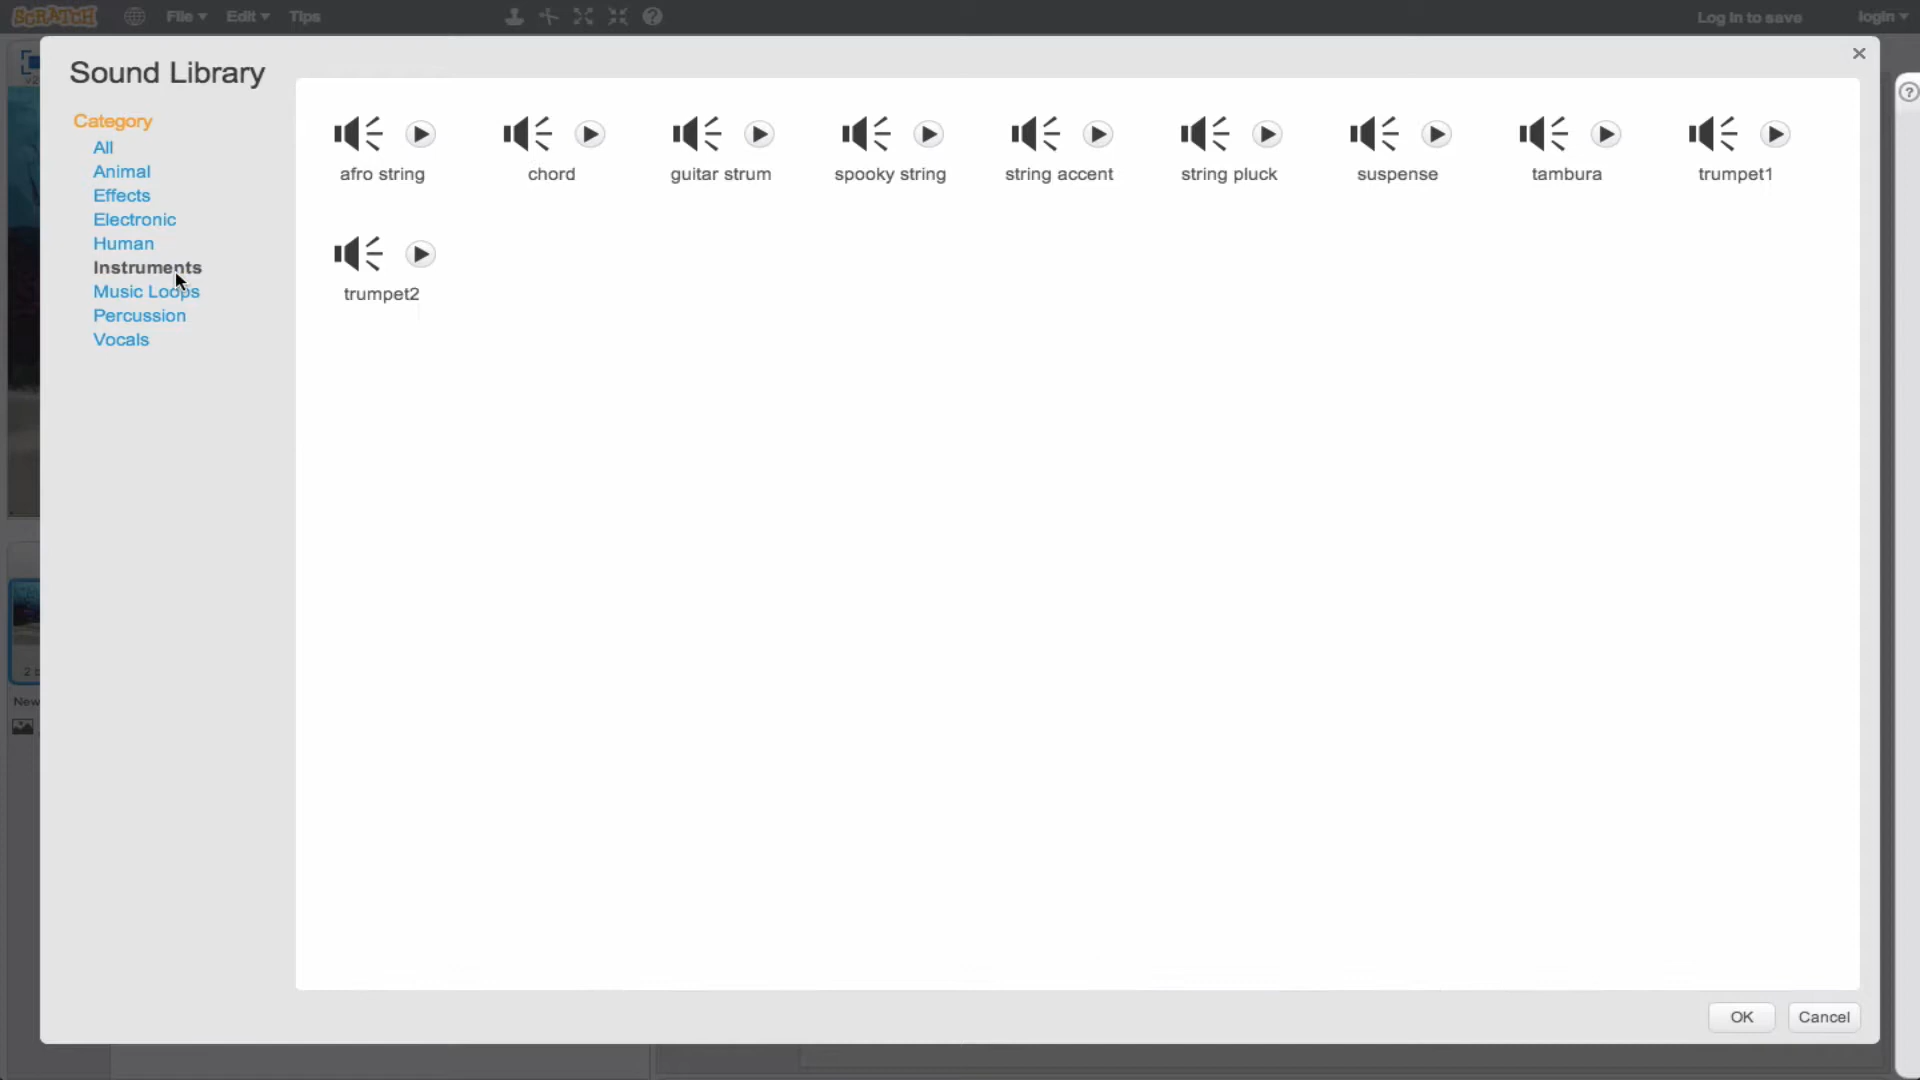 SCRATCH File Edit Tips Log in to save login
Sound Library
Category
All
Animal
Effects
Electronic
Human
Instruments
Music Loops
Percussion
Vocals
afro string chord guitar strum spooky string string accent string pluck suspense tambura trumpet1
trumpet2
New
OK Cancel